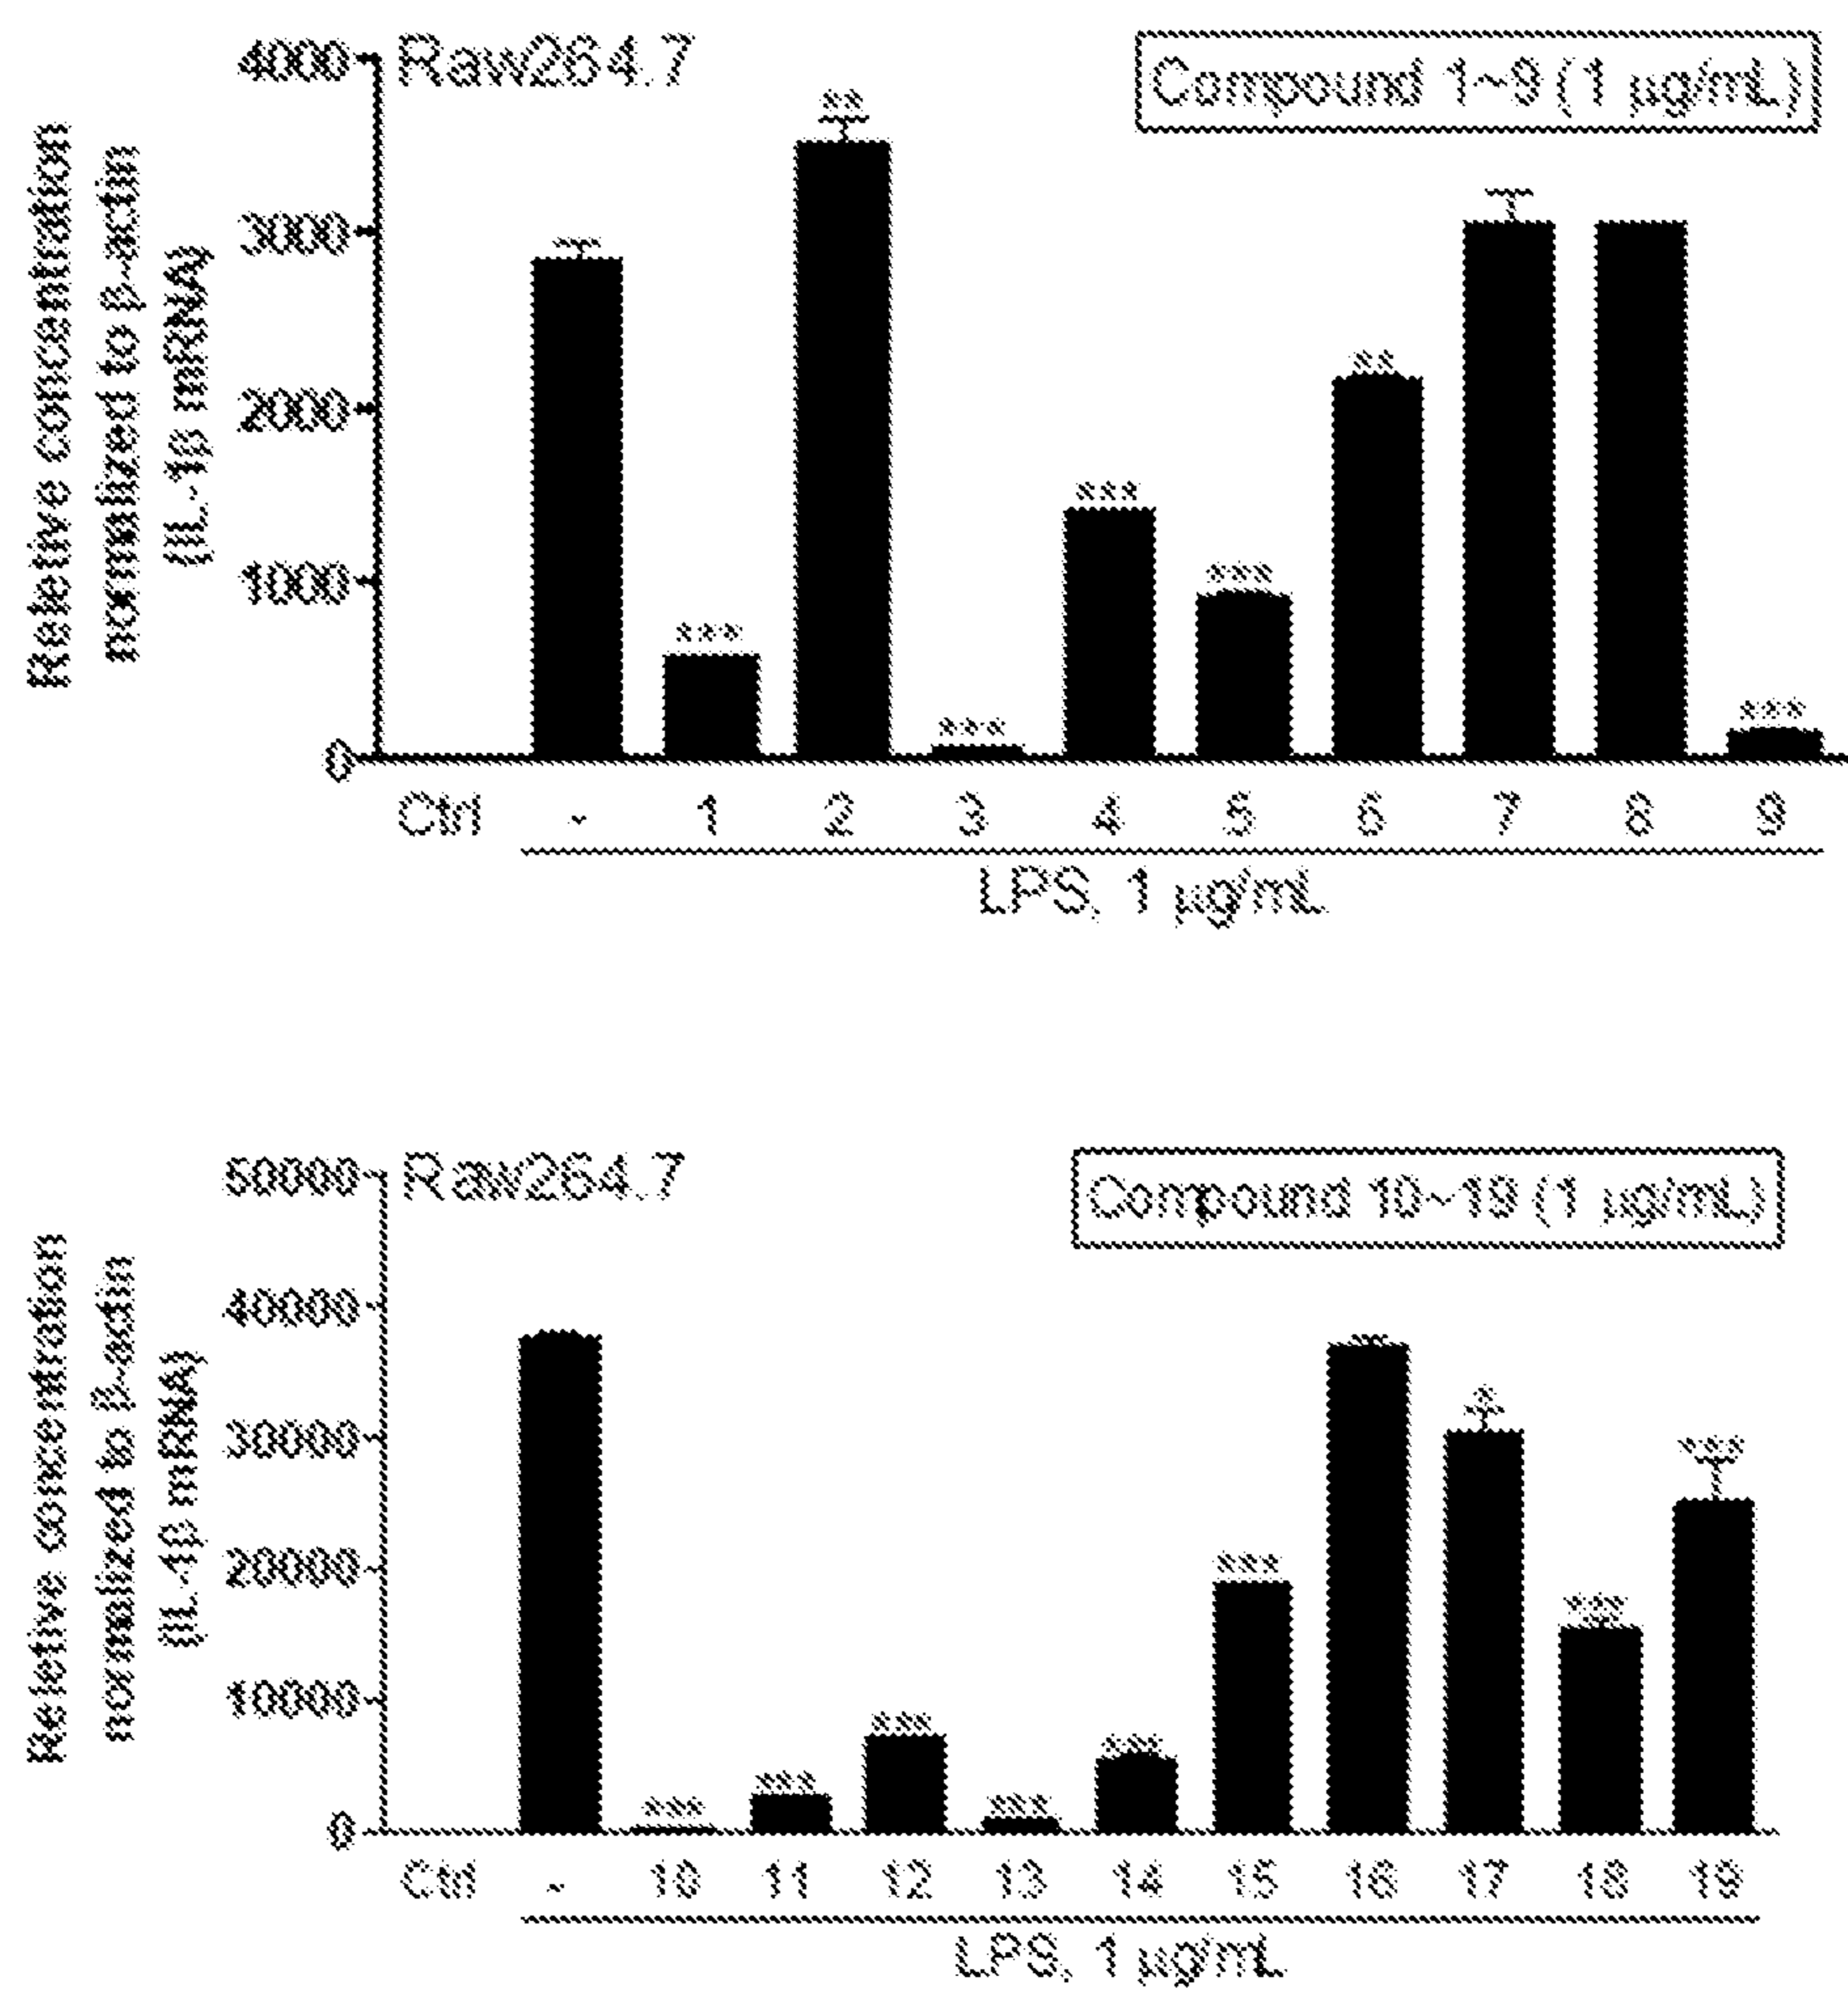 Reletive concentration
normalized to β-actin
(IL-1β mRNA)
4000
3000
2000
1000
0
Raw264.7
Compound 1~9 (1 μg/mL)
**
***
***
***
***
**
***
Ctrl - 1 2 3 4 5 6 7 8 9
LPS, 1 μg/mL
Reletive concentration
normalized to β-actin
(IL-1β mRNA)
50000
40000
30000
20000
10000
0
Raw264.7
Compound 10~19 (1 μg/mL)
***
***
***
***
***
***
*
***
***
Ctrl - 10 11 12 13 14 15 16 17 18 19
LPS, 1 μg/mL